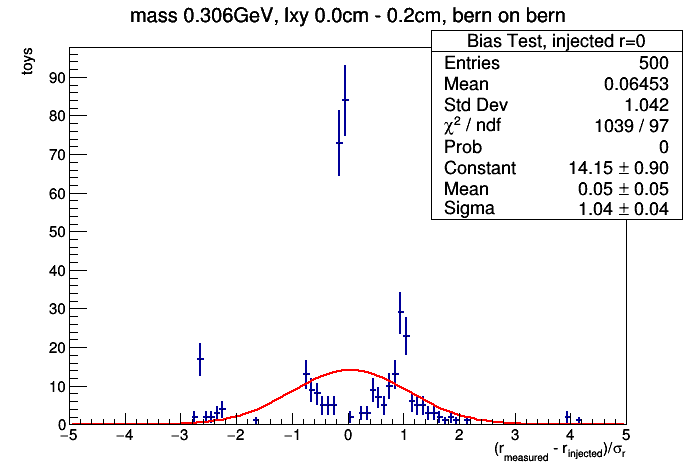 mass 0.306GeV, lxy 0.0cm - 0.2cm, bern on bern
Bias Test, injected r=0
Entries 500
Mean 0.06453
Std Dev 1.042
χ² / ndf 1039 / 97
Prob 0
Constant 14.15 ± 0.90
Mean 0.05 ± 0.05
Sigma 1.04 ± 0.04
toys
90
80
70
60
50
40
30
20
10
0
−5 −4 −3 −2 −1 0 1 2 3 4 5
(r_measured - r_injected)/σ_r